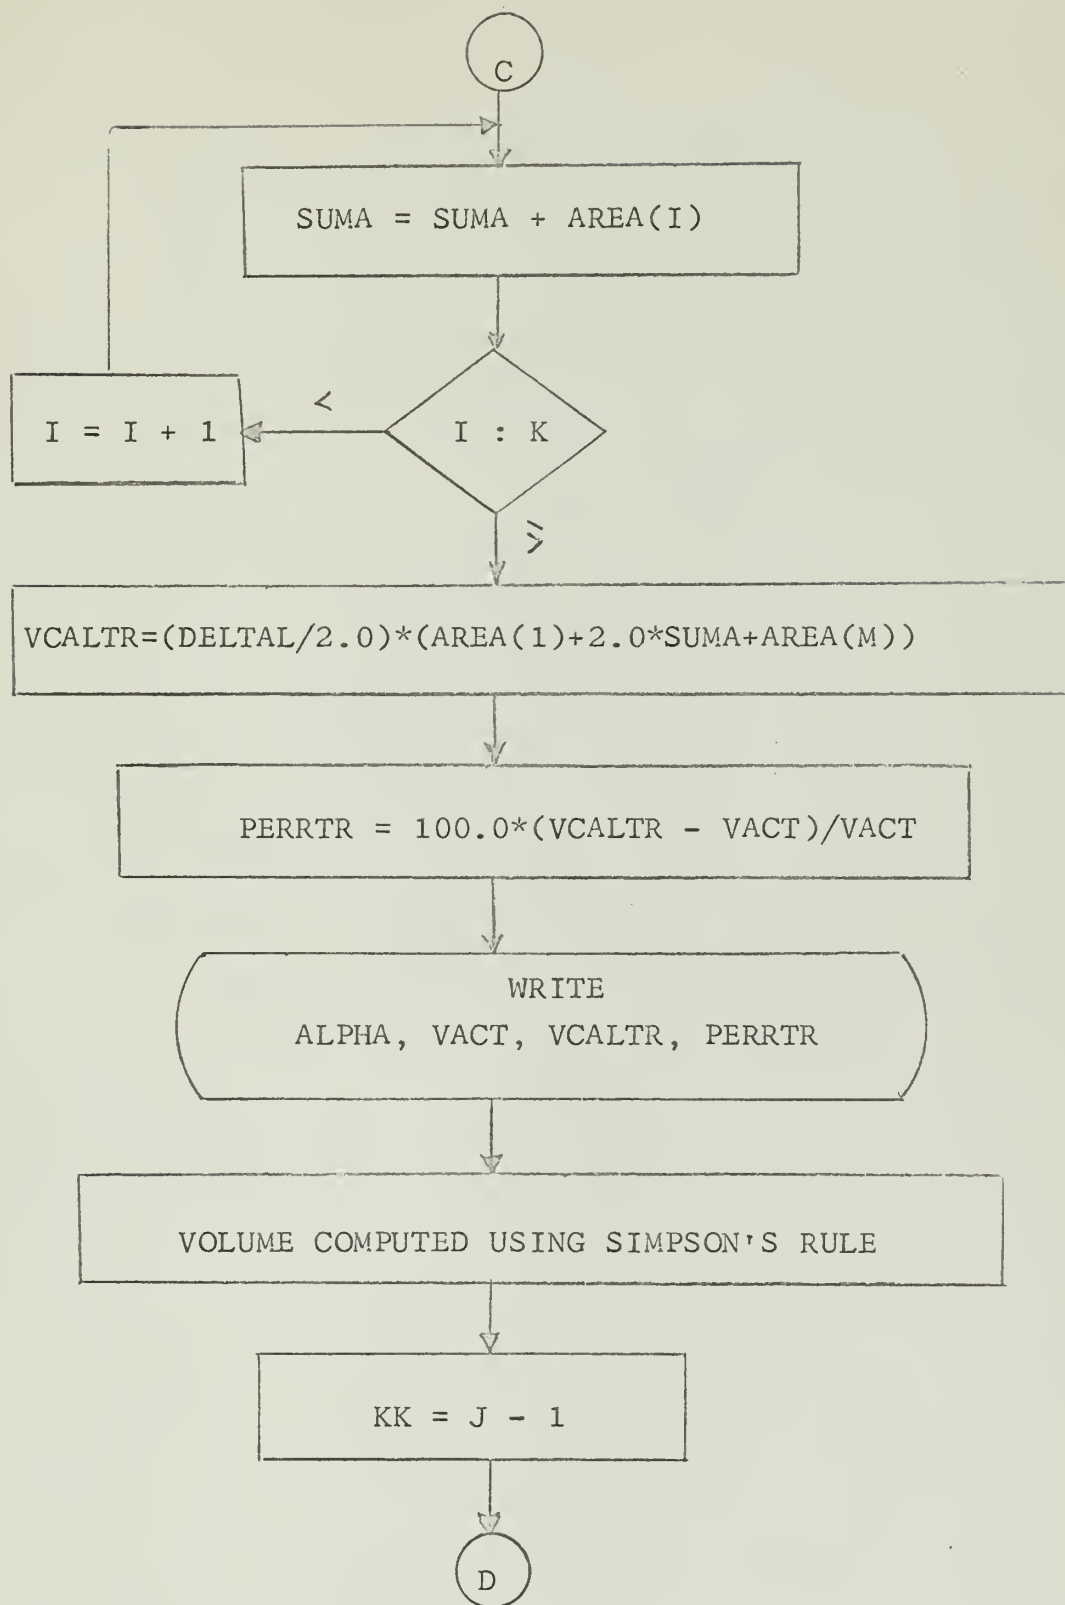 C
SUMA = SUMA + AREA(I)
<
I = I + 1
I : K
≥
VCALTR=(DELTAL/2.0)*(AREA(1)+2.0*SUMA+AREA(M))
PERRTR = 100.0*(VCALTR - VACT)/VACT
WRITE
ALPHA, VACT, VCALTR, PERRTR
VOLUME COMPUTED USING SIMPSON'S RULE
KK = J - 1
D